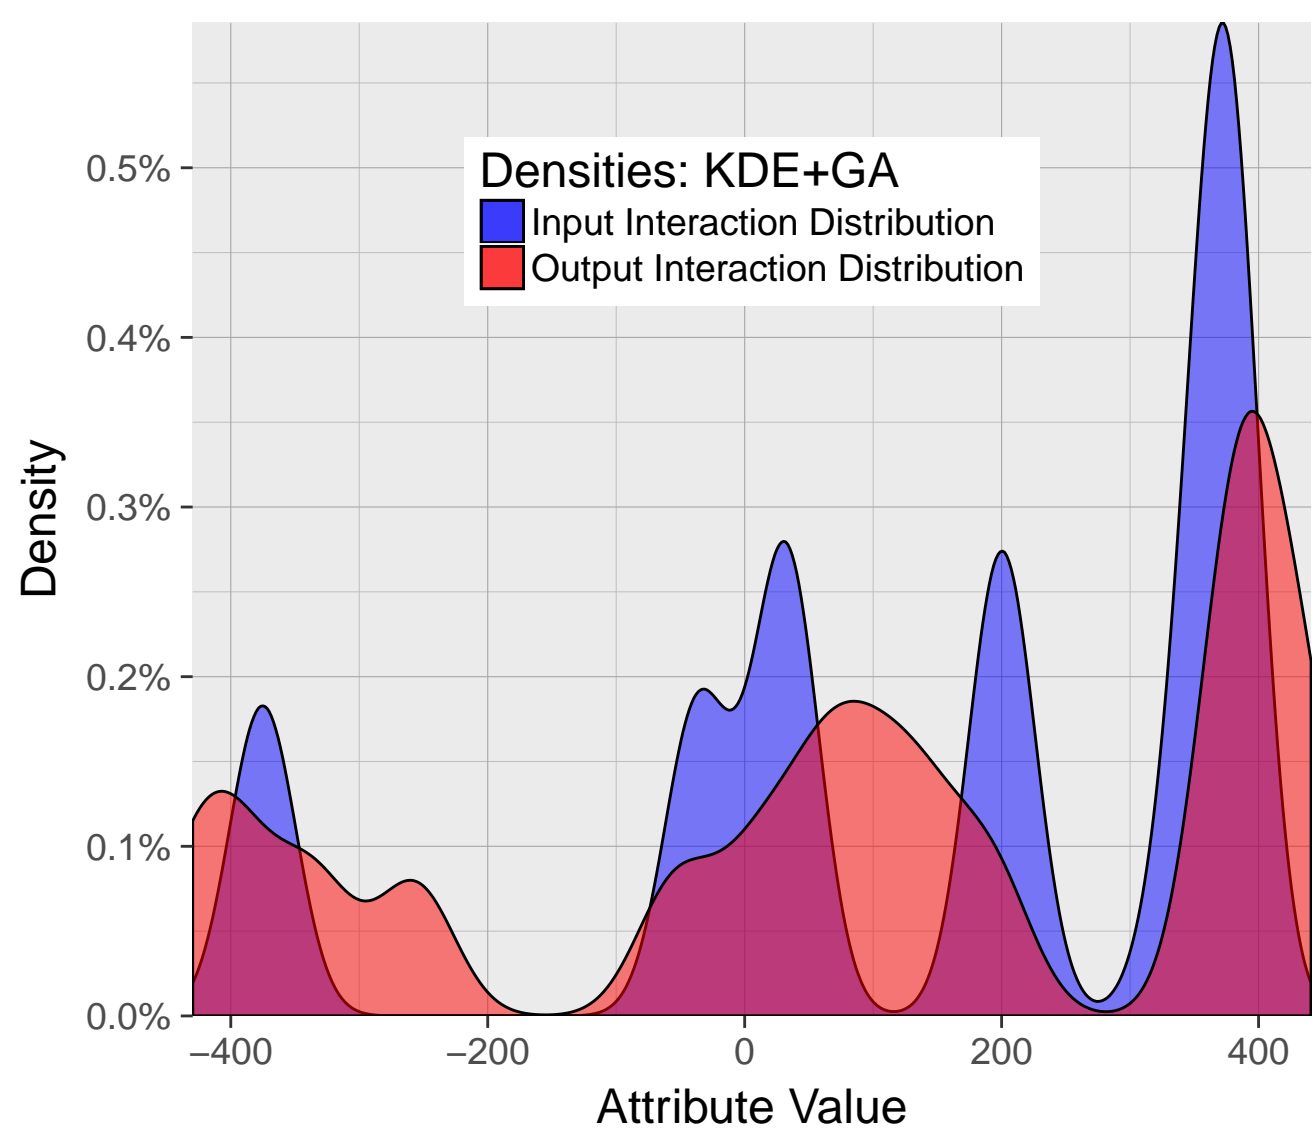 Densities: KDE+GA
Input Interaction Distribution
Output Interaction Distribution
0.5%
0.4%
0.3%
0.2%
0.1%
0.0%
Density
−400
−200
0
200
400
Attribute Value